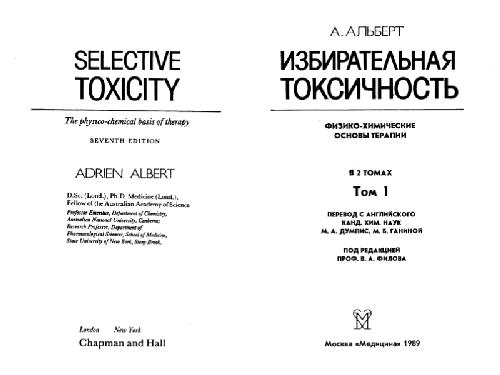 SELECTIVE
TOXICITY
The physico-chemical basis of therapy
SEVENTH EDITION
ADRIEN ALBERT
D.Sc. (Lond.), Ph.D. Medicine (Lond.),
Fellow of the Australian Academy of Science
Professor Emeritus, Department of Chemistry,
Australian National University, Canberra;
Research Professor, Department of
Pharmacological Sciences, School of Medicine,
State University of New York, Stony Brook.
London New York
Chapman and Hall
А. АЛЬБЕРТ
ИЗБИРАТЕЛЬНАЯ
ТОКСИЧНОСТЬ
ФИЗИКО-ХИМИЧЕСКИЕ
ОСНОВЫ ТЕРАПИИ
В 2 ТОМАХ
Том 1
ПЕРЕВОД С АНГЛИЙСКОГО
КАНД. ХИМ. НАУК
М. А. ДУМПИС, М. Б. ГАНИНОЙ
ПОД РЕДАКЦИЕЙ
ПРОФ. В. А. ФИЛОВА
Москва «Медицина» 1989